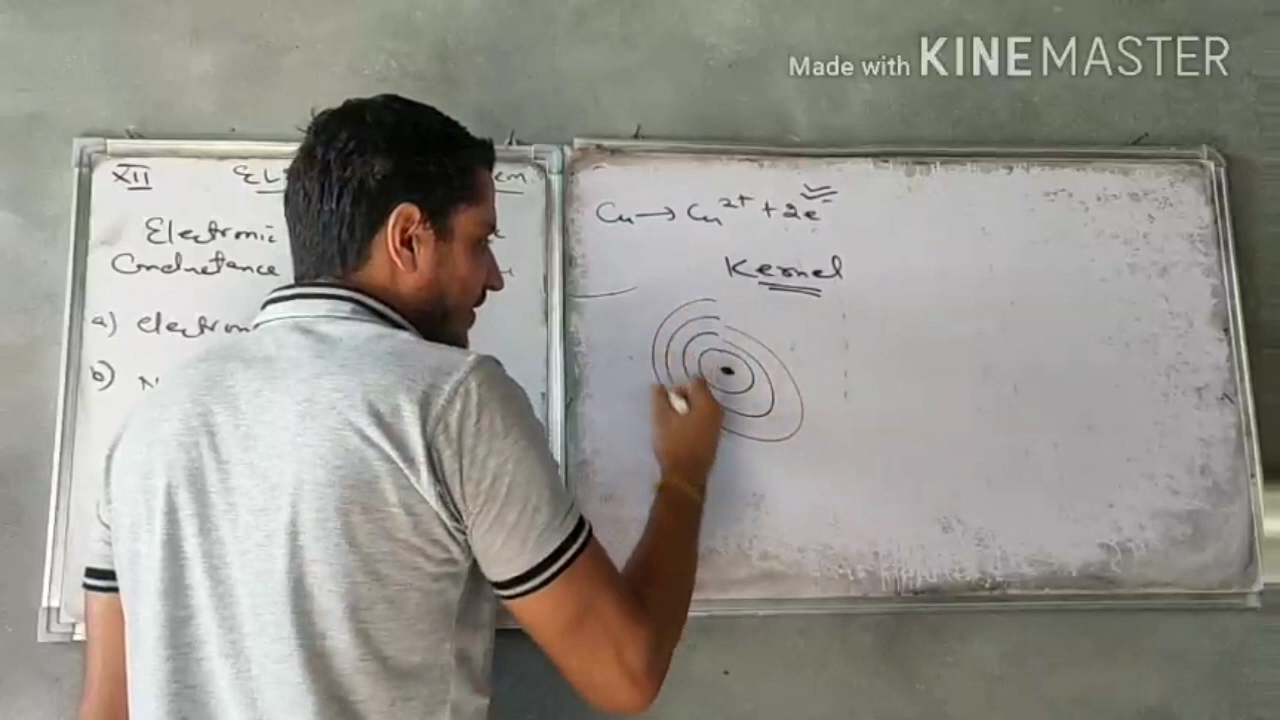 Made with KINEMASTER
XII
Electronic
Conductance
a) electron
b) N
Cu → Cu²⁺ + 2e⁻
Kernel